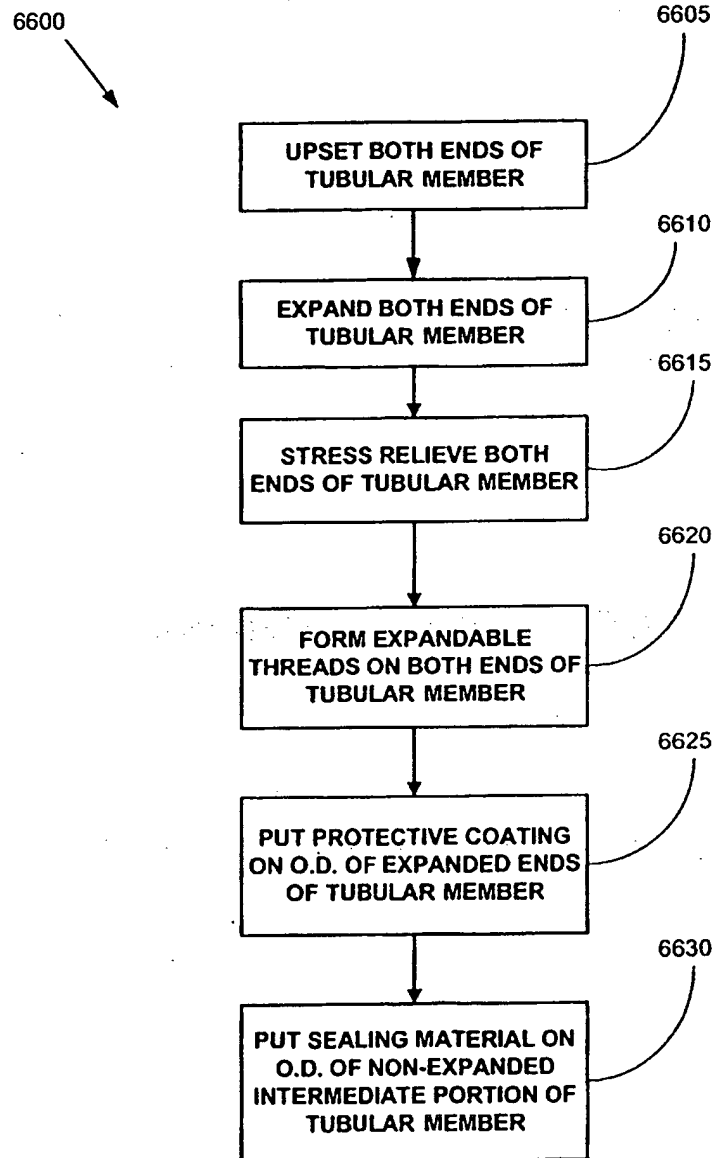 6600
6605
UPSET BOTH ENDS OF
TUBULAR MEMBER
6610
EXPAND BOTH ENDS OF
TUBULAR MEMBER
6615
STRESS RELIEVE BOTH
ENDS OF TUBULAR MEMBER
6620
FORM EXPANDABLE
THREADS ON BOTH ENDS OF
TUBULAR MEMBER
6625
PUT PROTECTIVE COATING
ON O.D. OF EXPANDED ENDS
OF TUBULAR MEMBER
6630
PUT SEALING MATERIAL ON
O.D. OF NON-EXPANDED
INTERMEDIATE PORTION OF
TUBULAR MEMBER